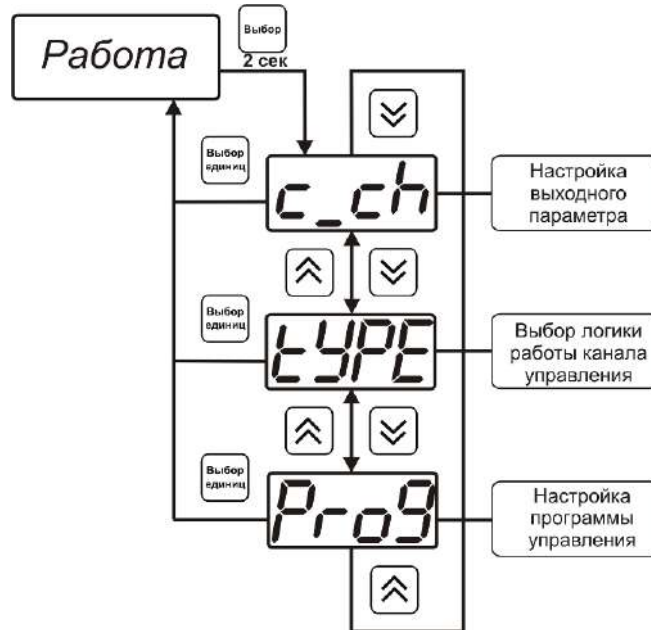 Работа
Выбор
2 сек
Выбор
единиц
c_ch
Настройка
выходного
параметра
Выбор
единиц
tYPE
Выбор логики
работы канала
управления
Выбор
единиц
Prog
Настройка
программы
управления